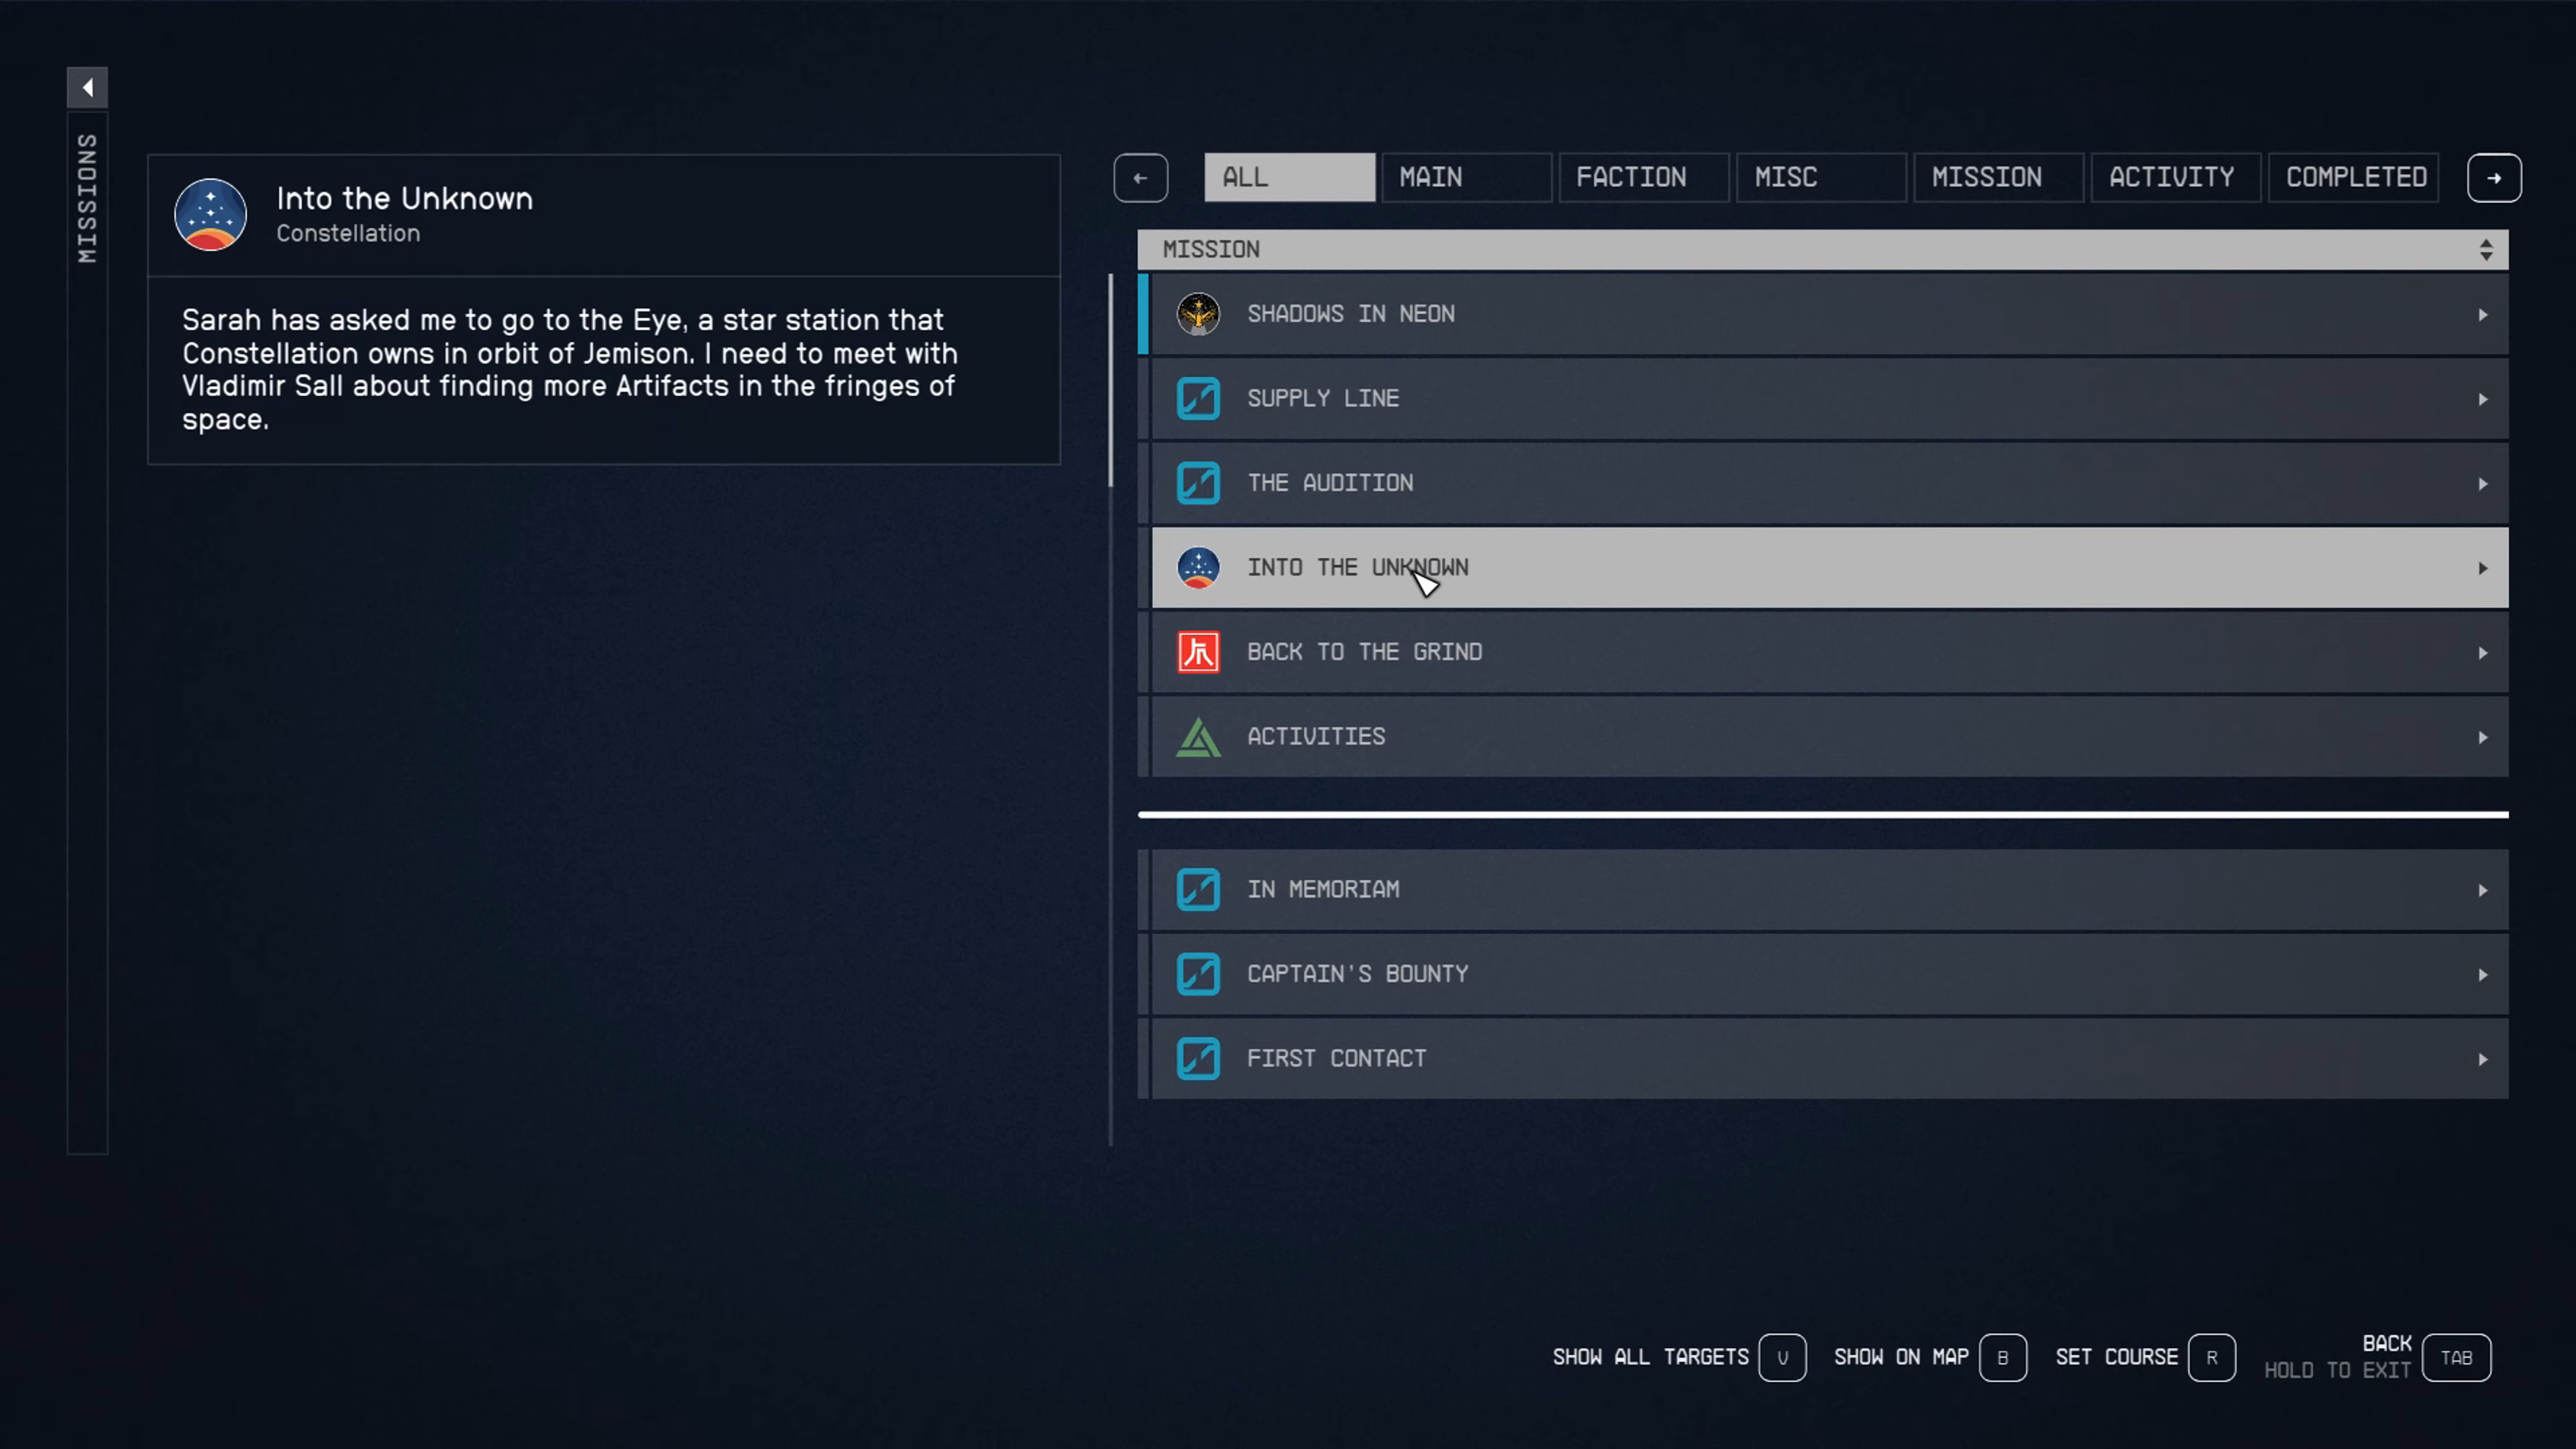 MISSIONS
Into the Unknown
Constellation
Sarah has asked me to go to the Eye, a star station that
Constellation owns in orbit of Jemison. I need to meet with
Vladimir Sall about finding more Artifacts in the fringes of
space.
ALL MAIN FACTION MISC MISSION ACTIVITY COMPLETED
MISSION
SHADOWS IN NEON
SUPPLY LINE
THE AUDITION
INTO THE UNKNOWN
BACK TO THE GRIND
ACTIVITIES
IN MEMORIAM
CAPTAIN'S BOUNTY
FIRST CONTACT
SHOW ALL TARGETS V SHOW ON MAP B SET COURSE R BACK TAB
HOLD TO EXIT